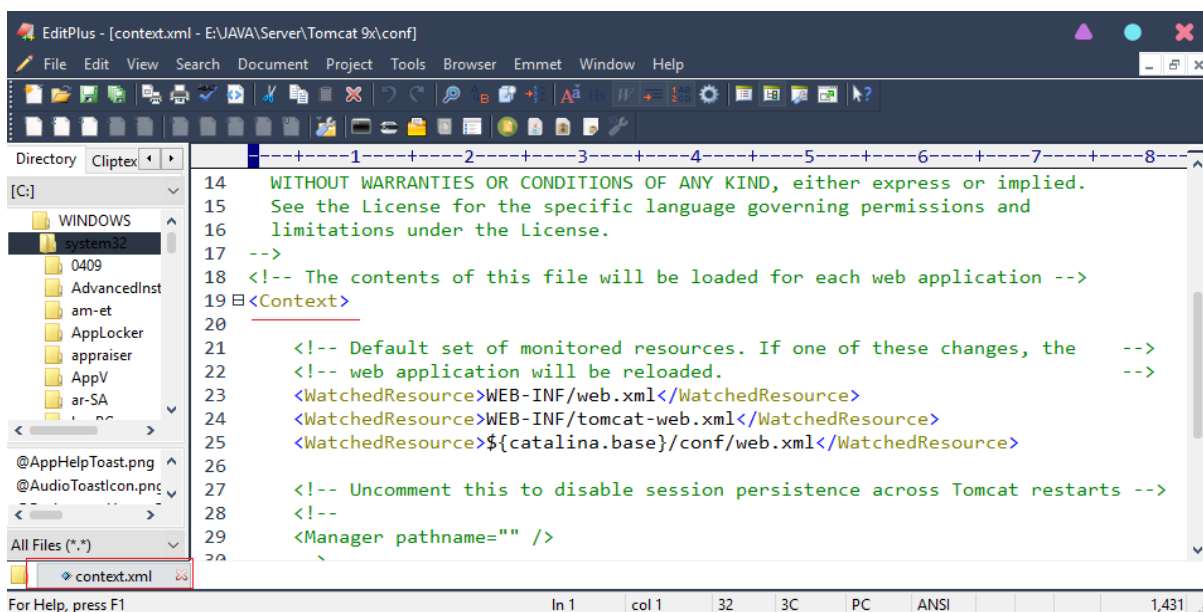 EditPlus - [context.xml - E:\JAVA\Server\Tomcat 9x\conf]
File Edit View Search Document Project Tools Browser Emmet Window Help
Directory Cliptex
----+----1----+----2----+----3----+----4----+----5----+----6----+----7----+----8---
[C:]
WINDOWS
system32
0409
AdvancedInst
am-et
AppLocker
appraiser
AppV
ar-SA
@AppHelpToast.png
@AudioToastIcon.png
All Files (*.*)
14 WITHOUT WARRANTIES OR CONDITIONS OF ANY KIND, either express or implied.
15 See the License for the specific language governing permissions and
16 limitations under the License.
17 -->
18 <!-- The contents of this file will be loaded for each web application -->
19 <Context>
20
21 <!-- Default set of monitored resources. If one of these changes, the -->
22 <!-- web application will be reloaded. -->
23 <WatchedResource>WEB-INF/web.xml</WatchedResource>
24 <WatchedResource>WEB-INF/tomcat-web.xml</WatchedResource>
25 <WatchedResource>${catalina.base}/conf/web.xml</WatchedResource>
26
27 <!-- Uncomment this to disable session persistence across Tomcat restarts -->
28 <!--
29 <Manager pathname="" />
context.xml
For Help, press F1 ln 1 col 1 32 3C PC ANSI 1,431